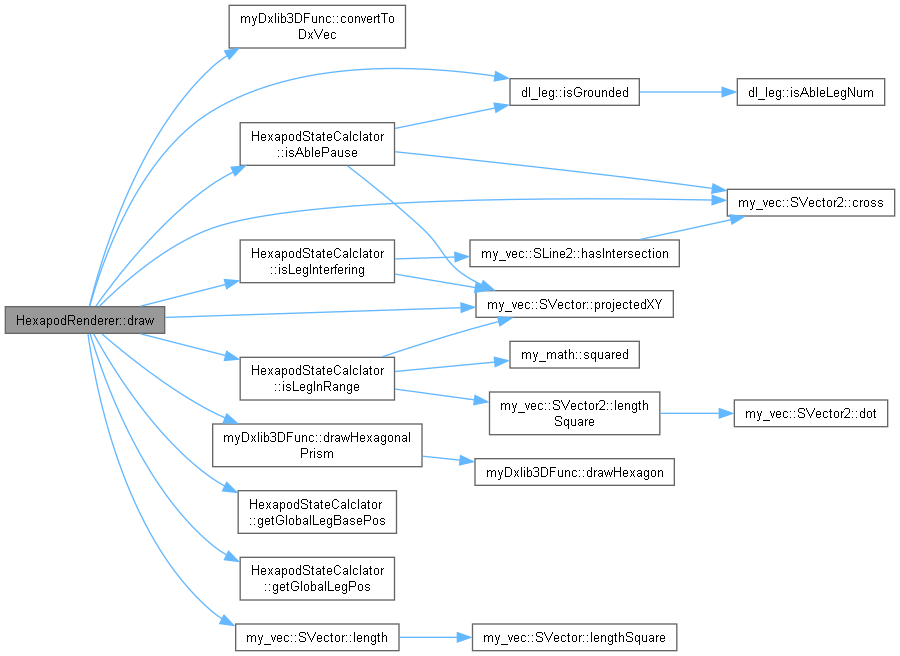 myDxlib3DFunc::convertTo
DxVec
dl_leg::isGrounded
dl_leg::isAbleLegNum
HexapodStateCalclator
::isAblePause
my_vec::SVector2::cross
HexapodStateCalclator
::isLegInterfering
my_vec::SLine2::hasIntersection
HexapodRenderer::draw
my_vec::SVector::projectedXY
my_math::squared
HexapodStateCalclator
::isLegInRange
my_vec::SVector2::length
Square
my_vec::SVector2::dot
myDxlib3DFunc::drawHexagonal
Prism
myDxlib3DFunc::drawHexagon
HexapodStateCalclator
::getGlobalLegBasePos
HexapodStateCalclator
::getGlobalLegPos
my_vec::SVector::length
my_vec::SVector::lengthSquare